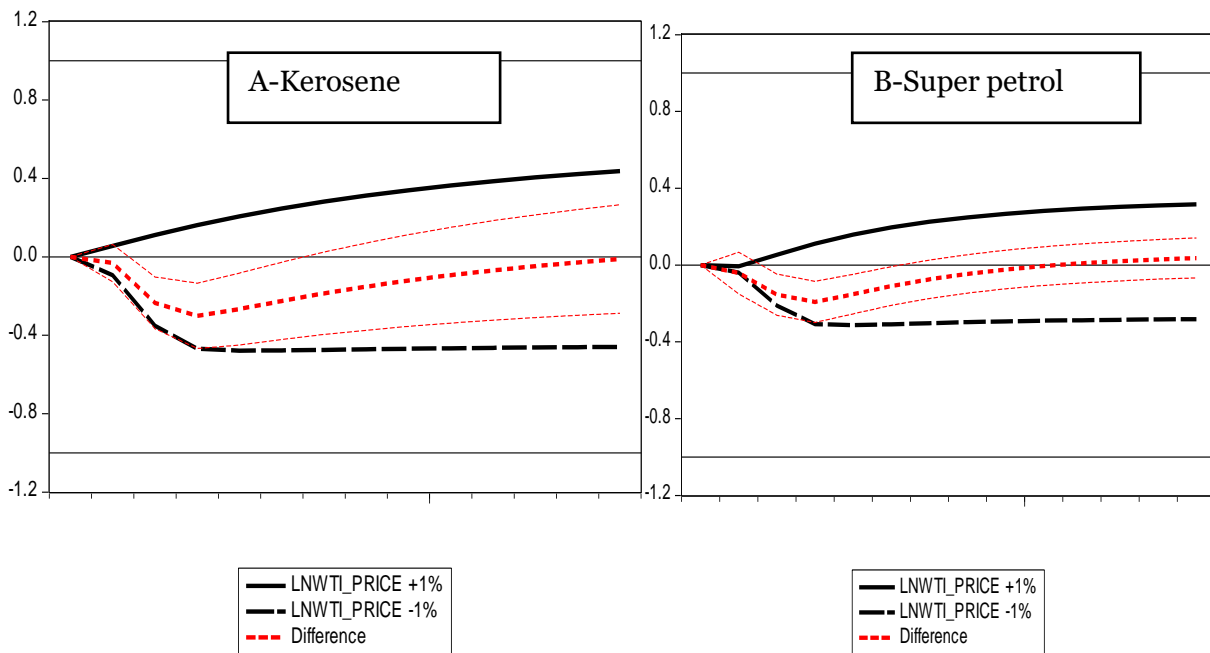 1.2
0.8
0.4
0.0
-0.4
-0.8
-1.2
A-Kerosene
LNWTI_PRICE +1%
LNWTI_PRICE -1%
Difference
1.2
0.8
0.4
0.0
-0.4
-0.8
-1.2
B-Super petrol
LNWTI_PRICE +1%
LNWTI_PRICE -1%
Difference